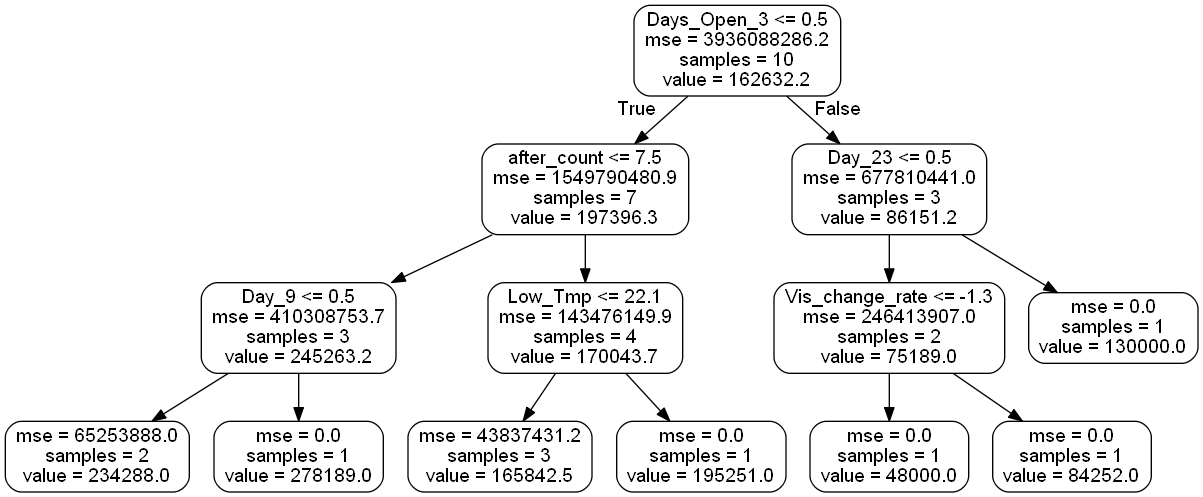 Days_Open_3 <= 0.5
mse = 3936088286.2
samples = 10
value = 162632.2
True
False
after_count <= 7.5
mse = 1549790480.9
samples = 7
value = 197396.3
Day_23 <= 0.5
mse = 677810441.0
samples = 3
value = 86151.2
Day_9 <= 0.5
mse = 410308753.7
samples = 3
value = 245263.2
Low_Tmp <= 22.1
mse = 143476149.9
samples = 4
value = 170043.7
Vis_change_rate <= -1.3
mse = 246413907.0
samples = 2
value = 75189.0
mse = 0.0
samples = 1
value = 130000.0
mse = 65253888.0
samples = 2
value = 234288.0
mse = 0.0
samples = 1
value = 278189.0
mse = 43837431.2
samples = 3
value = 165842.5
mse = 0.0
samples = 1
value = 195251.0
mse = 0.0
samples = 1
value = 48000.0
mse = 0.0
samples = 1
value = 84252.0